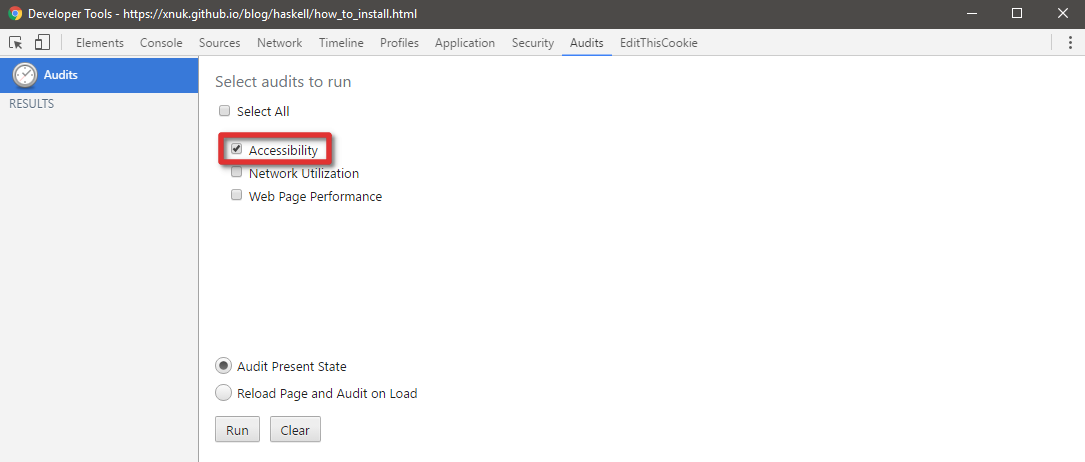 Developer Tools - https://xnuk.github.io/blog/haskell/how_to_install.html
Elements Console Sources Network Timeline Profiles Application Security Audits EditThisCookie
Audits
RESULTS
Select audits to run
Select All
Accessibility
Network Utilization
Web Page Performance
Audit Present State
Reload Page and Audit on Load
Run Clear